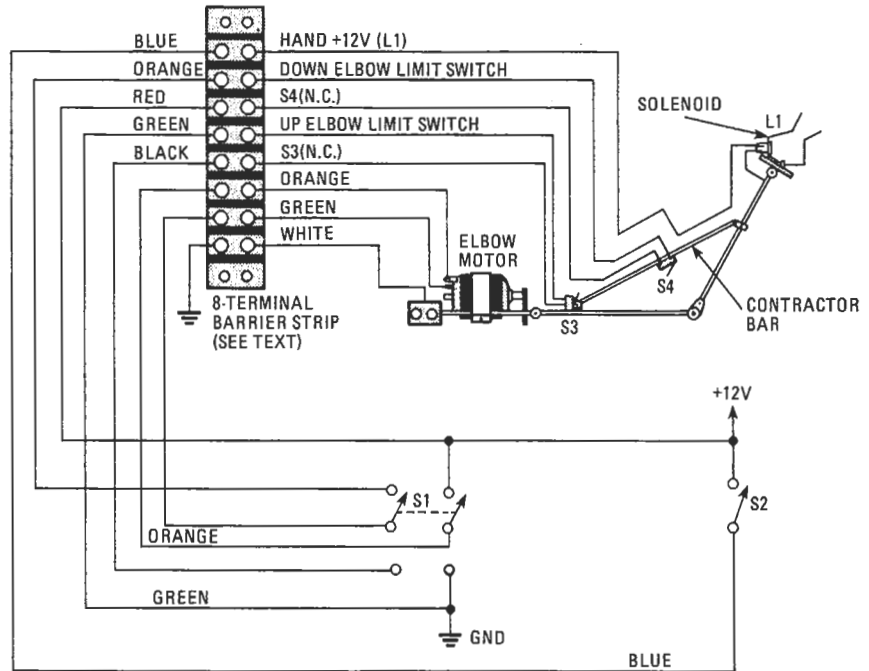 BLUE
HAND +12V (L1)
ORANGE
DOWN ELBOW LIMIT SWITCH
RED
S4(N.C.)
GREEN
UP ELBOW LIMIT SWITCH
BLACK
S3(N.C.)
ORANGE
GREEN
WHITE
SOLENOID
L1
ELBOW
MOTOR
S4
S3
CONTRACTOR
BAR
8-TERMINAL
BARRIER STRIP
(SEE TEXT)
+12V
S1
S2
ORANGE
GREEN
GND
BLUE